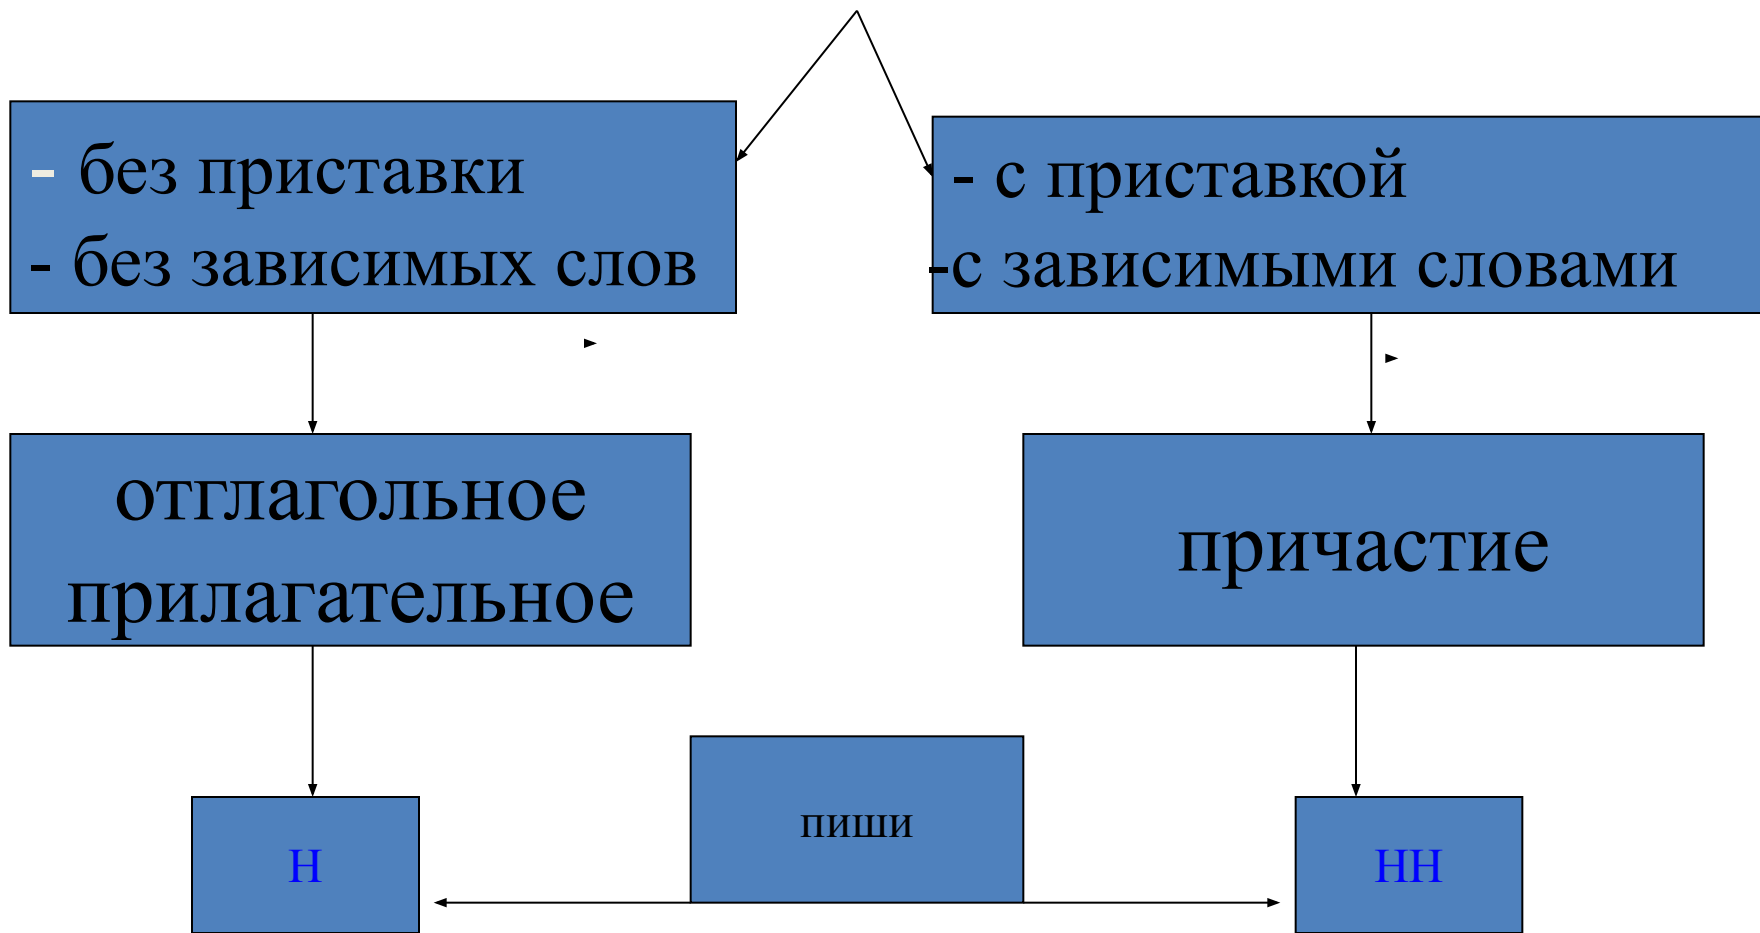 - без приставки
- без зависимых слов
- с приставкой
-с зависимыми словами
отглагольное
прилагательное
причастие
пиши
Н
НН